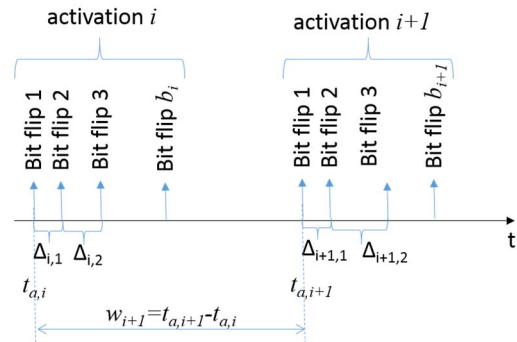 activation i
activation i+1
Bit flip 1
Bit flip 2
Bit flip 3
Bit flip b_i
Bit flip 1
Bit flip 2
Bit flip 3
Bit flip b_{i+1}
t
Δ_{i,1}
Δ_{i,2}
Δ_{i+1,1}
Δ_{i+1,2}
t_{a,i}
t_{a,i+1}
w_{i+1}=t_{a,i+1}-t_{a,i}